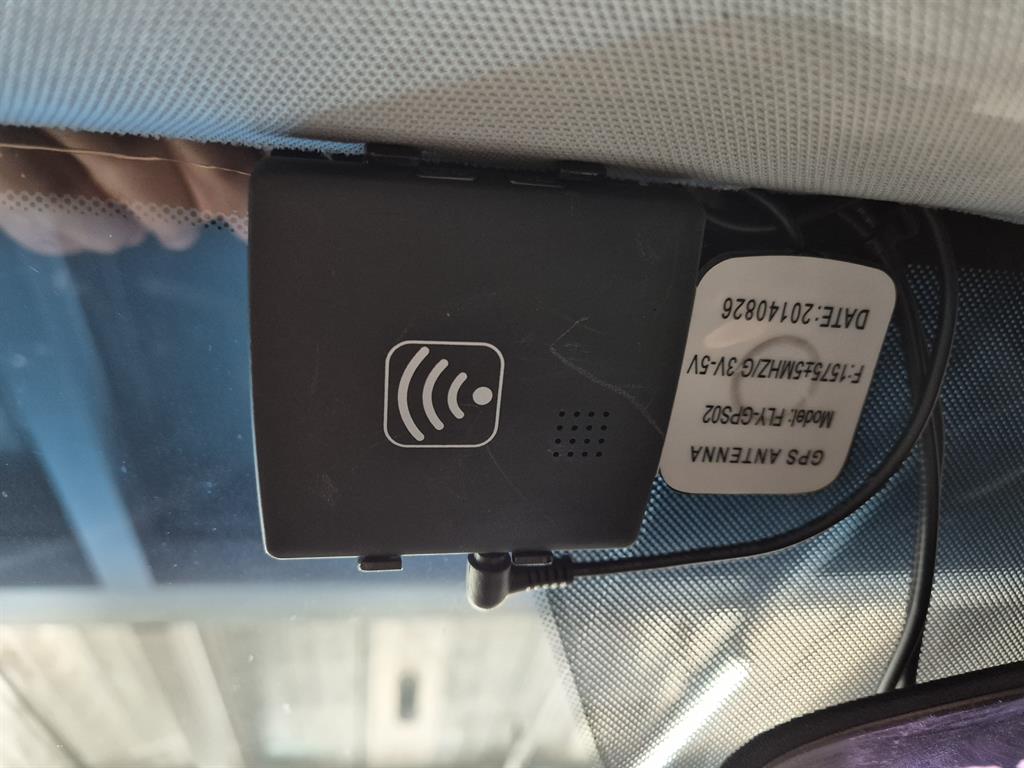 GPS ANTENNA
Model: FLY-GPS02
F:1575±5MHZ/G 3V-5V
DATE:20140826